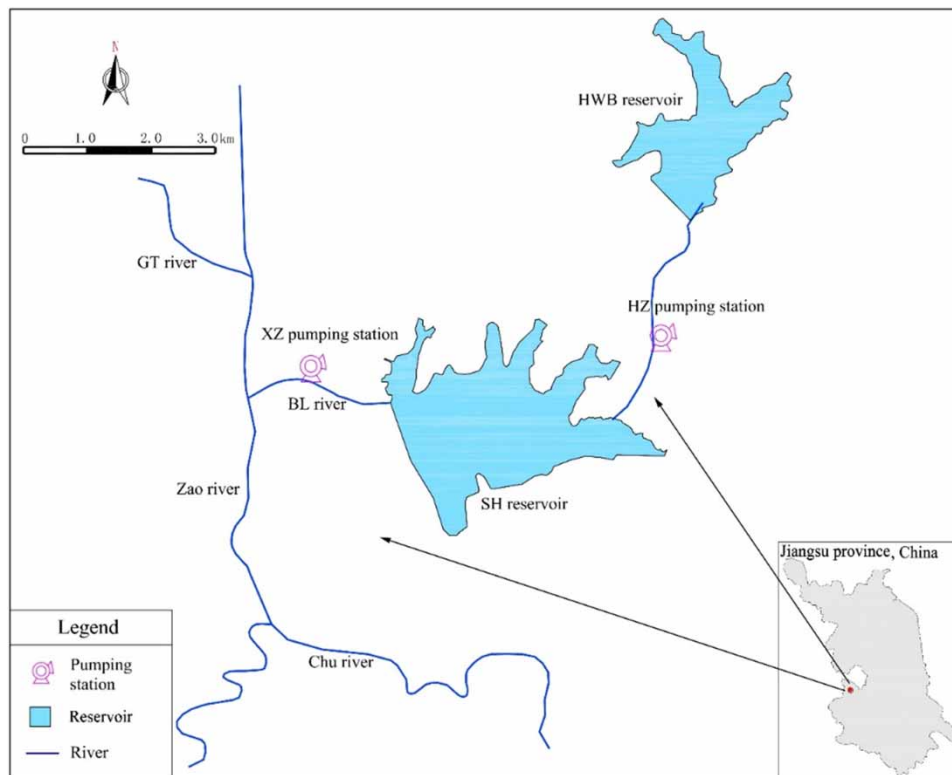 N
0 1.0 2.0 3.0km
HWB reservoir
GT river
HZ pumping station
XZ pumping station
BL river
Zao river
SH reservoir
Jiangsu province, China
Legend
Pumping
station
Reservoir
River
Chu river